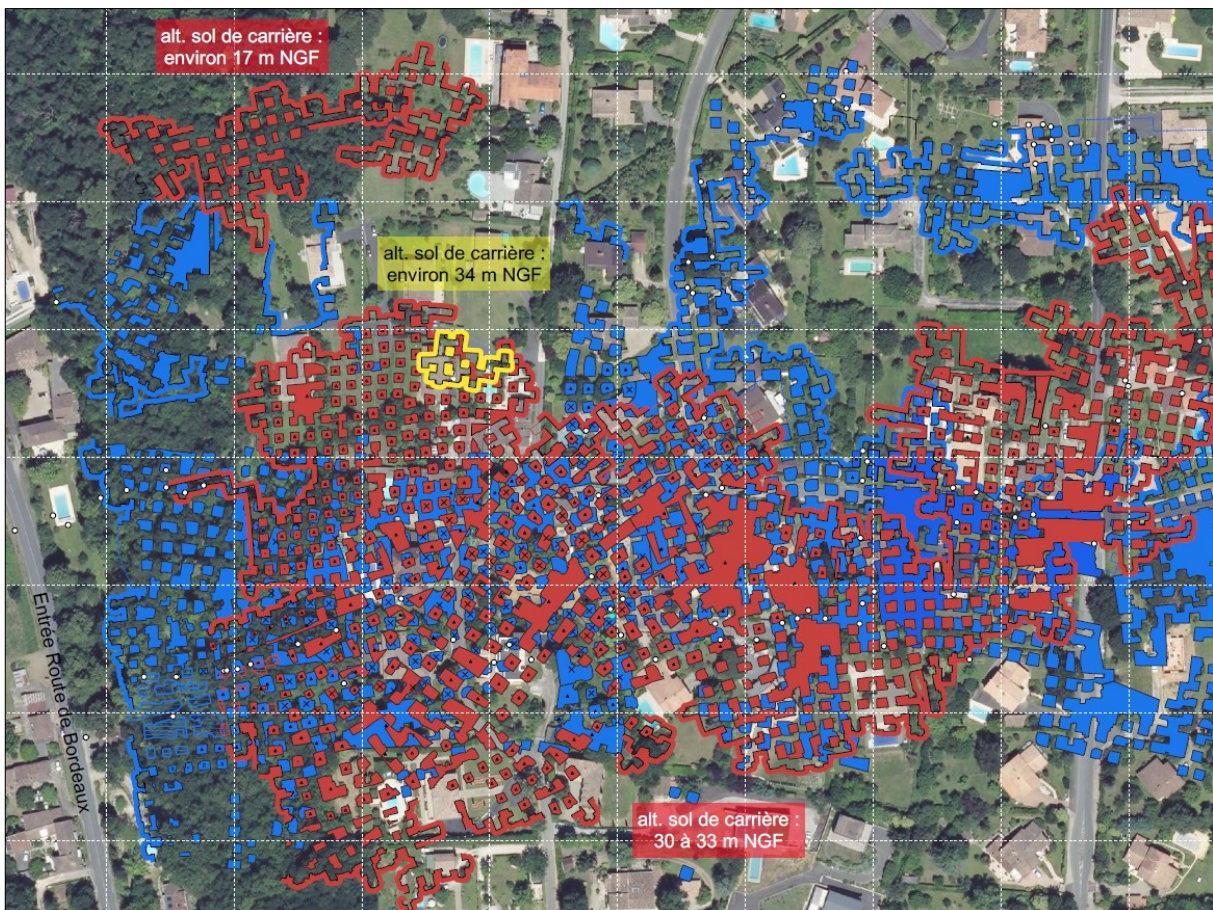 alt. sol de carrière :
environ 17 m NGF
alt. sol de carrière :
environ 34 m NGF
Entrée Route de Bordeaux
alt. sol de carrière :
30 à 33 m NGF